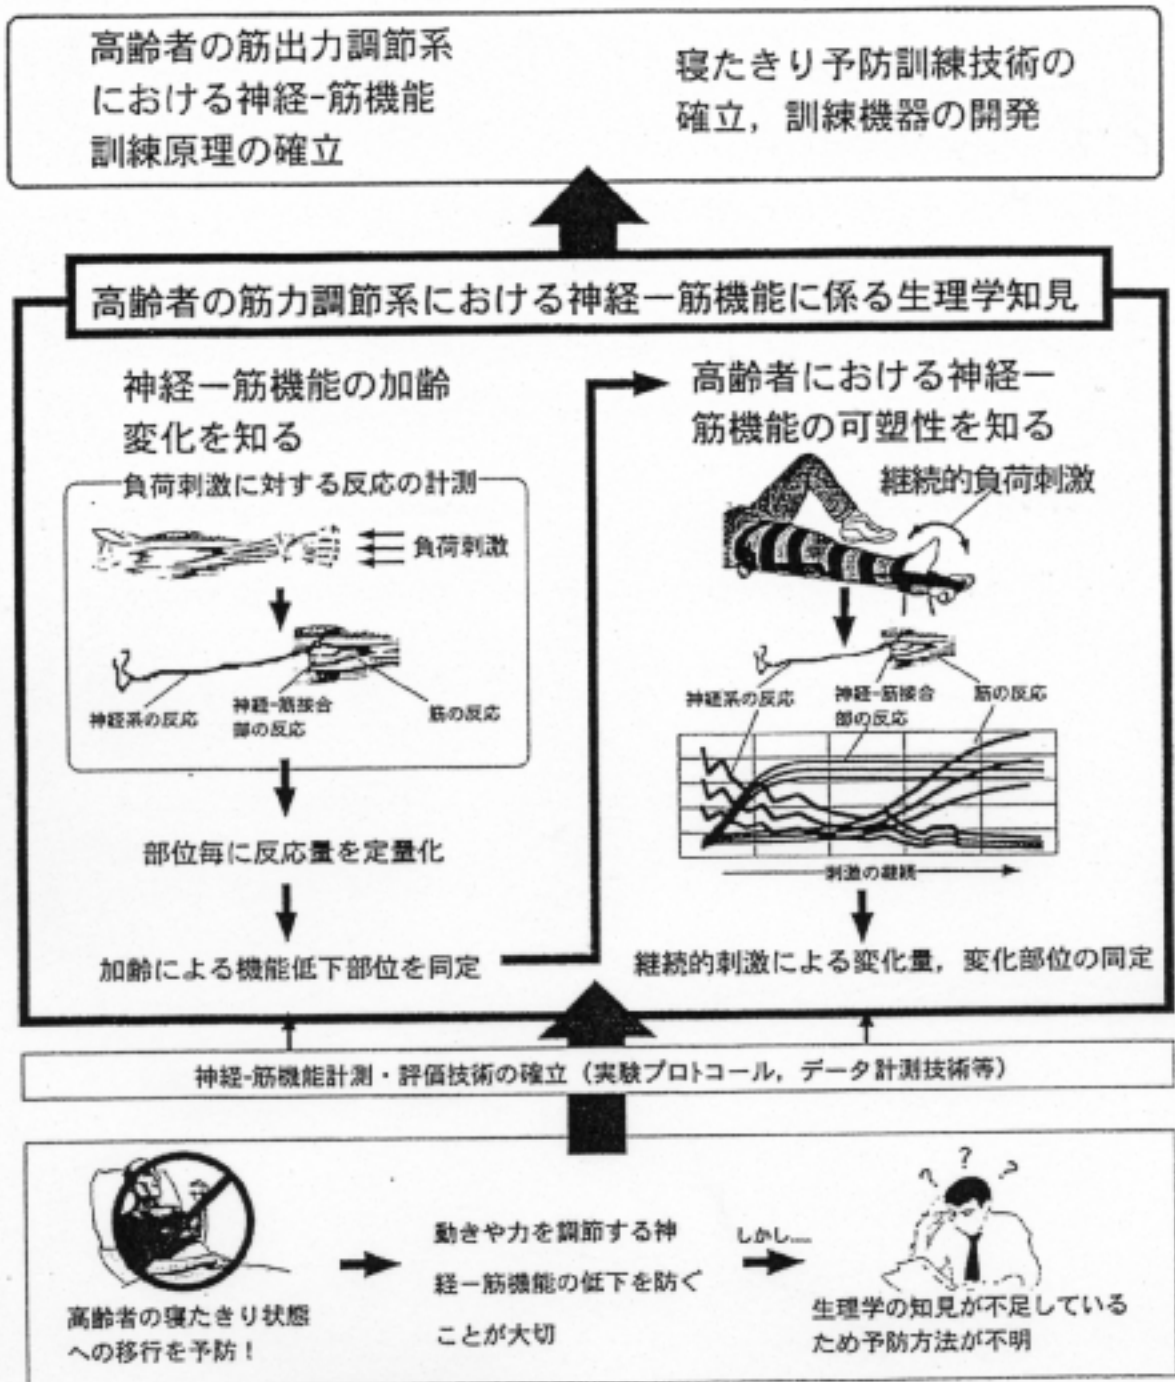 高齢者の筋出力調節系
における神経-筋機能
訓練原理の確立
寝たきり予防訓練技術の
確立，訓練機器の開発
高齢者の筋力調節系における神経一筋機能に係る生理学知見
神経一筋機能の加齢
変化を知る
負荷刺激に対する反応の計測
負荷刺激
神経系の反応
神経-筋接合
部の反応
筋の反応
部位毎に反応量を定量化
加齢による機能低下部位を同定
高齢者における神経一
筋機能の可塑性を知る
継続的負荷刺激
神経系の反応
神経-筋接合
部の反応
筋の反応
刺激の継続
継続的刺激による変化量，変化部位の同定
神経-筋機能計測・評価技術の確立（実験プロトコール，データ計測技術等）
高齢者の寝たきり状態
への移行を予防！
動きや力を調節する神
経一筋機能の低下を防ぐ
ことが大切
しかし.....
? ? ?
生理学の知見が不足している
ため予防方法が不明